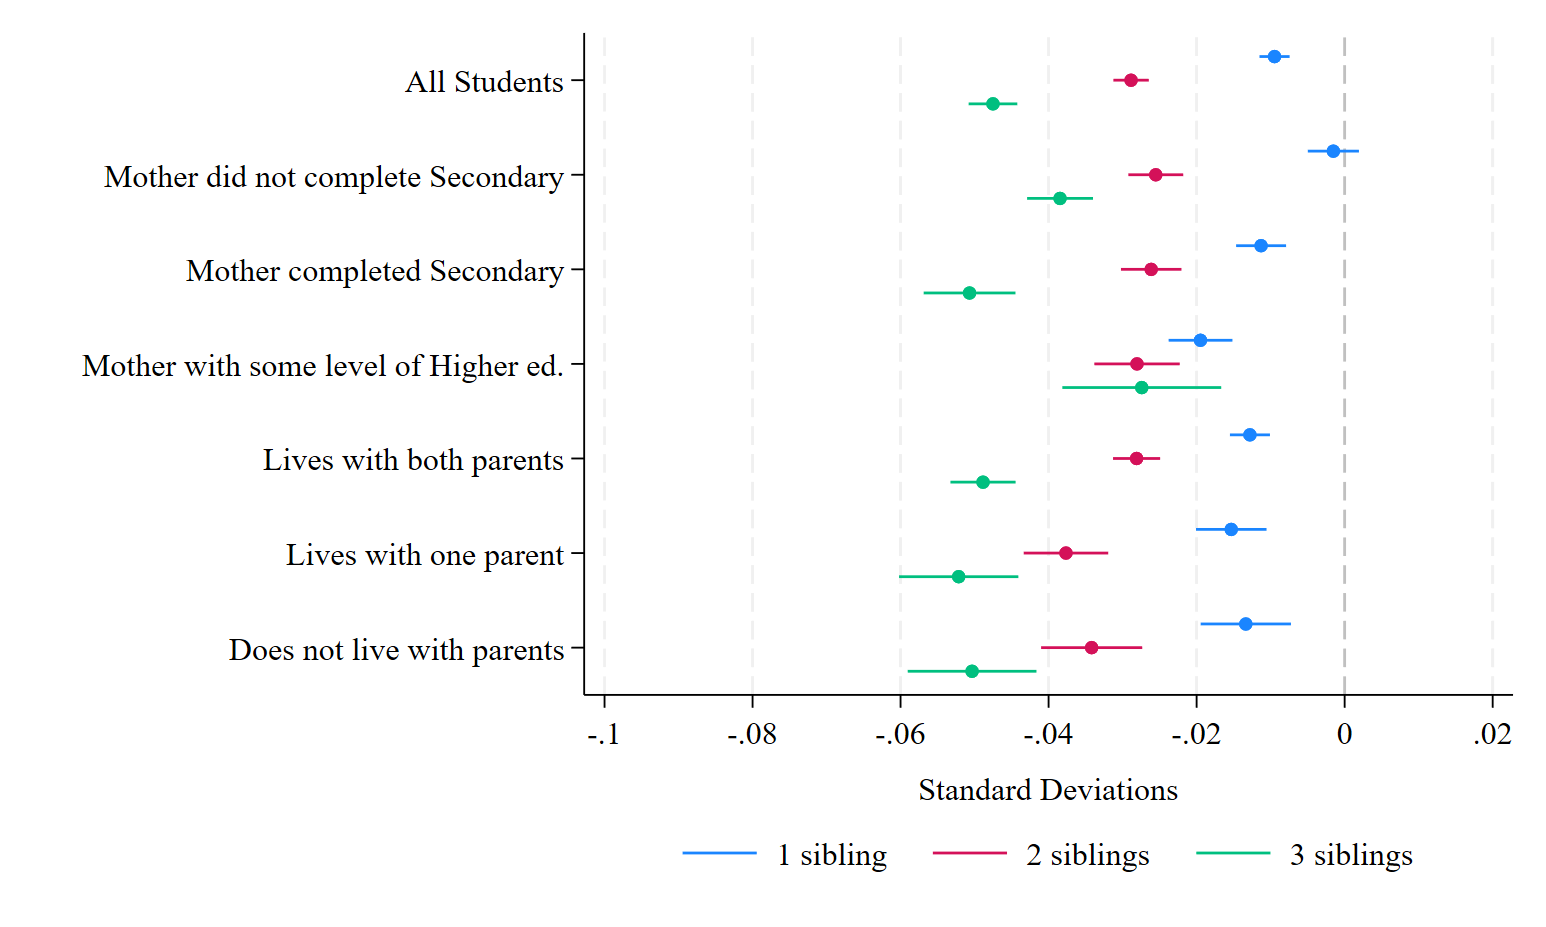 All Students
Mother did not complete Secondary
Mother completed Secondary
Mother with some level of Higher ed.
Lives with both parents
Lives with one parent
Does not live with parents
-.1 -.08 -.06 -.04 -.02 0 .02
Standard Deviations
1 sibling 2 siblings 3 siblings